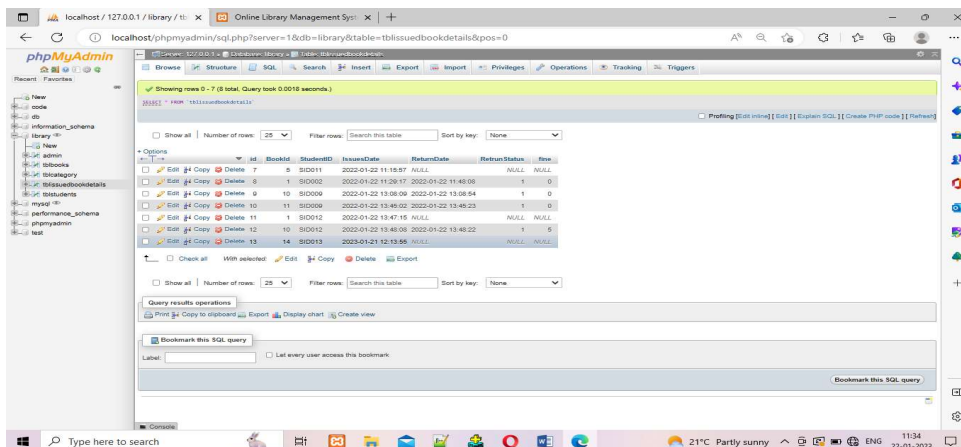 localhost / 127.0.0.1 / library / tb
Online Library Management Syst
localhost/phpmyadmin/sql.php?server=1&db=library&table=tblissuedbookdetails&pos=0
phpMyAdmin
Recent Favorites
New
code
db
information_schema
library
New
admin
tblbooks
tblcategory
tblissuedbookdetails
tblstudents
mysql
performance_schema
phpmyadmin
test
Server: 127.0.0.1 » Database: library » Table: tblissuedbookdetails
Browse Structure SQL Search Insert Export Import Privileges Operations Tracking Triggers
Showing rows 0 - 7 (8 total, Query took 0.0018 seconds.)
SELECT * FROM `tblissuedbookdetails`
Profiling [Edit inline] [ Edit ] [ Explain SQL ] [ Create PHP code ] [ Refresh]
Show all Number of rows: 25 Filter rows: Search this table Sort by key: None
+ Options
id BookId StudentID IssuesDate ReturnDate RetrunStatus fine
Edit Copy Delete 7 5 SID011 2022-01-22 11:15:57 NULL NULL NULL
Edit Copy Delete 8 1 SID002 2022-01-22 11:29:17 2022-01-22 11:48:08 1 0
Edit Copy Delete 9 10 SID009 2022-01-22 13:08:09 2022-01-22 13:08:54 1 0
Edit Copy Delete 10 11 SID009 2022-01-22 13:45:02 2022-01-22 13:45:23 1 0
Edit Copy Delete 11 1 SID012 2022-01-22 13:47:15 NULL NULL NULL
Edit Copy Delete 12 10 SID012 2022-01-22 13:48:08 2022-01-22 13:48:22 1 5
Edit Copy Delete 13 14 SID013 2023-01-21 12:13:55 NULL NULL NULL
Check all With selected: Edit Copy Delete Export
Show all Number of rows: 25 Filter rows: Search this table Sort by key: None
Query results operations
Print Copy to clipboard Export Display chart Create view
Bookmark this SQL query
Label: Let every user access this bookmark
Bookmark this SQL query
Console
Type here to search
21°C Partly sunny ENG 11:34
22-01-2023